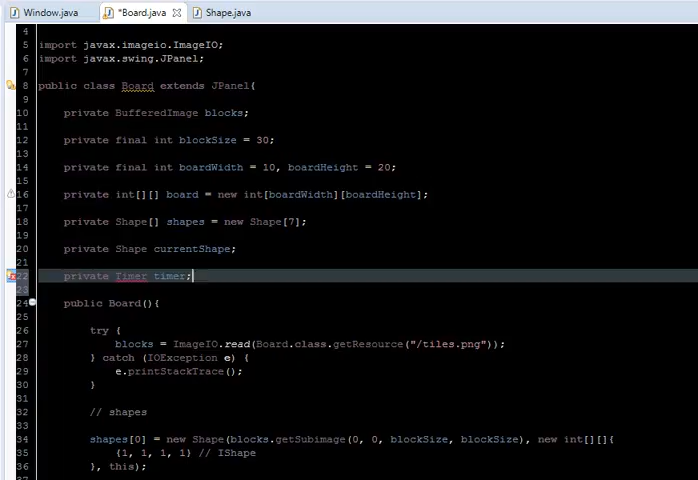 Window.java *Board.java Shape.java
4
5 import javax.imageio.ImageIO;
6 import javax.swing.JPanel;
7
8 public class Board extends JPanel{
9
10 private BufferedImage blocks;
11
12 private final int blockSize = 30;
13
14 private final int boardWidth = 10, boardHeight = 20;
15
16 private int[][] board = new int[boardWidth][boardHeight];
17
18 private Shape[] shapes = new Shape[7];
19
20 private Shape currentShape;
21
22 private Timer timer;
23
24 public Board(){
25
26 try {
27 blocks = ImageIO.read(Board.class.getResource("/tiles.png"));
28 } catch (IOException e) {
29 e.printStackTrace();
30 }
31
32 // shapes
33
34 shapes[0] = new Shape(blocks.getSubimage(0, 0, blockSize, blockSize), new int[][]{
35 {1, 1, 1, 1} // IShape
36 }, this);
37